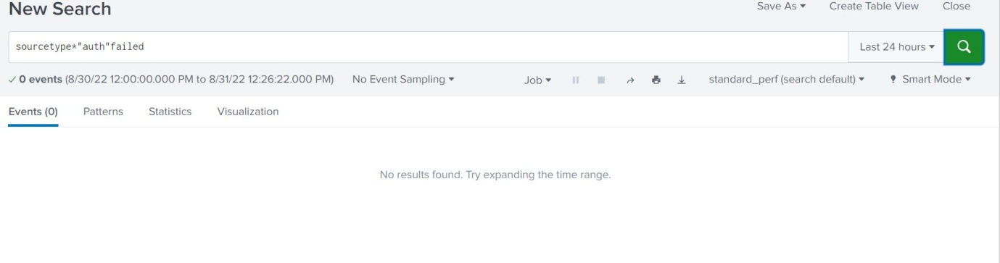 New Search
Save As Create Table View Close
sourcetype*"auth"failed
Last 24 hours
0 events (8/30/22 12:00:00.000 PM to 8/31/22 12:26:22.000 PM) No Event Sampling Job standard_perf (search default) Smart Mode
Events (0) Patterns Statistics Visualization
No results found. Try expanding the time range.